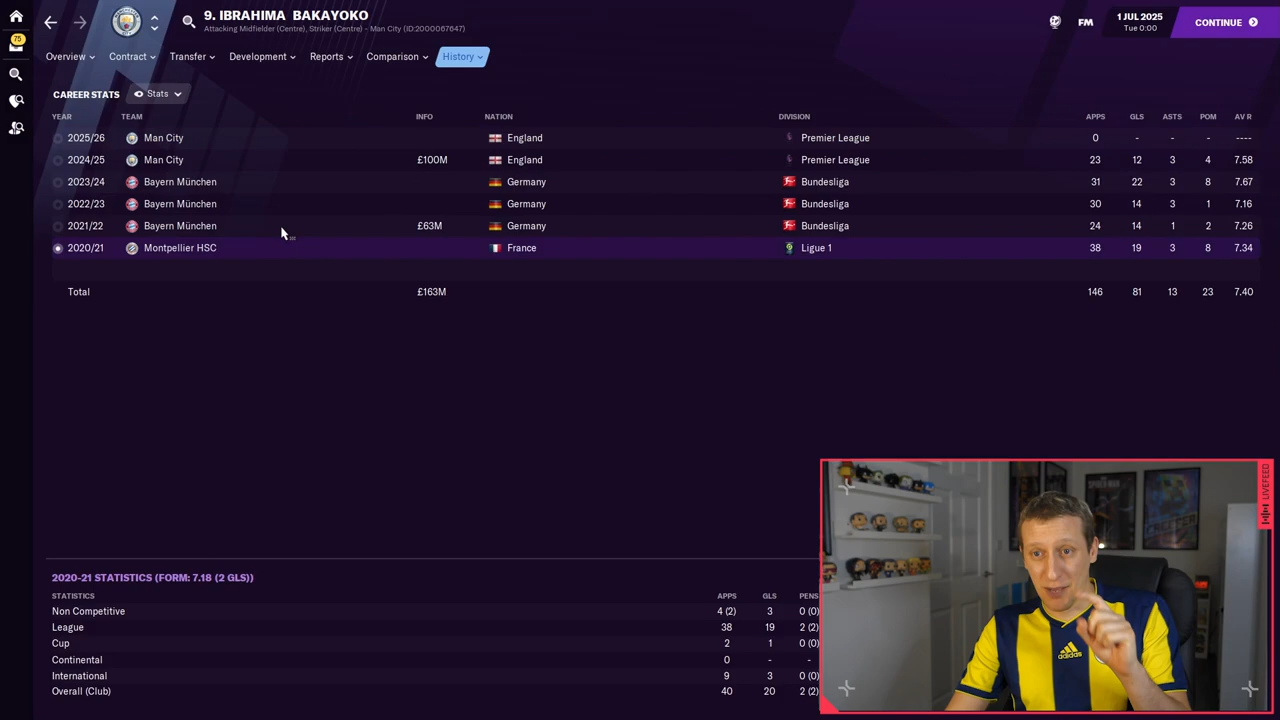 9. IBRAHIMA BAKAYOKO
Attacking Midfielder (Centre), Striker (Centre) - Man City (ID:2000067647)
FM
1 JUL 2025
Tue 0:00
CONTINUE
75
Overview
Contract
Transfer
Development
Reports
Comparison
History
CAREER STATS
Stats
YEAR TEAM INFO NATION DIVISION APPS GLS ASTS POM AV R
2025/26 Man City England Premier League 0 - - - ----
2024/25 Man City £100M England Premier League 23 12 3 4 7.58
2023/24 Bayern München Germany Bundesliga 31 22 3 8 7.67
2022/23 Bayern München Germany Bundesliga 30 14 3 1 7.16
2021/22 Bayern München £63M Germany Bundesliga 24 14 1 2 7.26
2020/21 Montpellier HSC France Ligue 1 38 19 3 8 7.34
Total £163M 146 81 13 23 7.40
2020-21 STATISTICS (FORM: 7.18 (2 GLS))
STATISTICS APPS GLS PENS
Non Competitive 4 (2) 3 0 (0)
League 38 19 2 (2)
Cup 2 1 0 (0)
Continental 0 - -
International 9 3 0 (0)
Overall (Club) 40 20 2 (2)
LIVEFEED
adidas